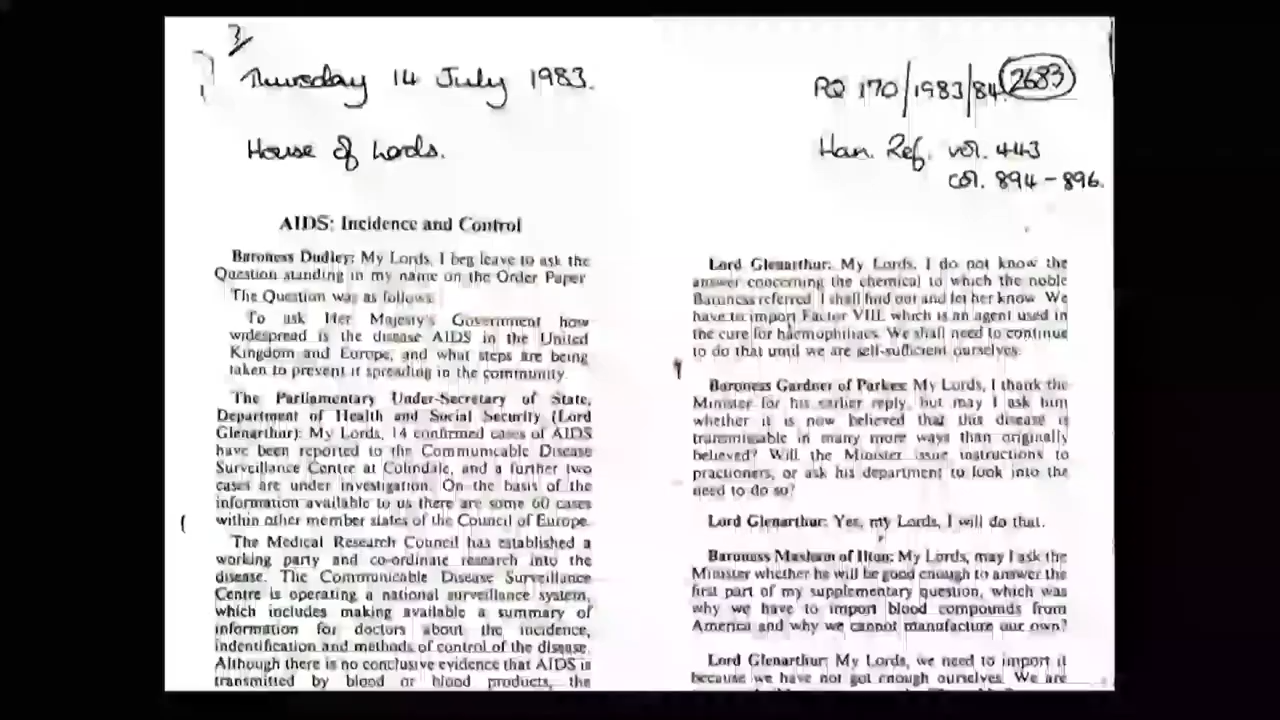 3/
Thursday 14 July 1983.
House of Lords.
PQ 170/1983/84 2683
Han. Ref. vol. 443
col. 894 - 896.
AIDS: Incidence and Control
Baroness Dudley: My Lords, I beg leave to ask the
Question standing in my name on the Order Paper
The Question was as follows
To ask Her Majesty's Government how
widespread is the disease AIDS in the United
Kingdom and Europe, and what steps are being
taken to prevent it spreading in the community.
The Parliamentary Under-Secretary of State,
Department of Health and Social Security (Lord
Glenarthur): My Lords, 14 confirmed cases of AIDS
have been reported to the Communicable Disease
Surveillance Centre at Colindale, and a further two
cases are under investigation. On the basis of the
information available to us there are some 60 cases
within other member states of the Council of Europe.
The Medical Research Council has established a
working party and co-ordinate research into the
disease. The Communicable Disease Surveillance
Centre is operating a national surveillance system,
which includes making available a summary of
information for doctors about the incidence,
indentification and methods of control of the disease.
Although there is no conclusive evidence that AIDS is
transmitted by blood or blood products, the
Lord Glenarthur: My Lords, I do not know the
answer concerning the chemical to which the noble
Baroness referred. I shall find out and let her know. We
have to import Factor VIII, which is an agent used in
the cure for haemophiliacs. We shall need to continue
to do that until we are self-sufficient ourselves.
Baroness Gardner of Parkes: My Lords, I thank the
Minister for his earlier reply, but may I ask him
whether it is now believed that this disease is
transmissable in many more ways than originally
believed? Will the Minister issue instructions to
practioners, or ask his department to look into the
need to do so?
Lord Glenarthur: Yes, my Lords, I will do that.
Baroness Masham of Ilton: My Lords, may I ask the
Minister whether he will be good enough to answer the
first part of my supplementary question, which was
why we have to import blood compounds from
America and why we cannot manufacture our own?
Lord Glenarthur: My Lords, we need to import it
because we have not got enough ourselves. We are